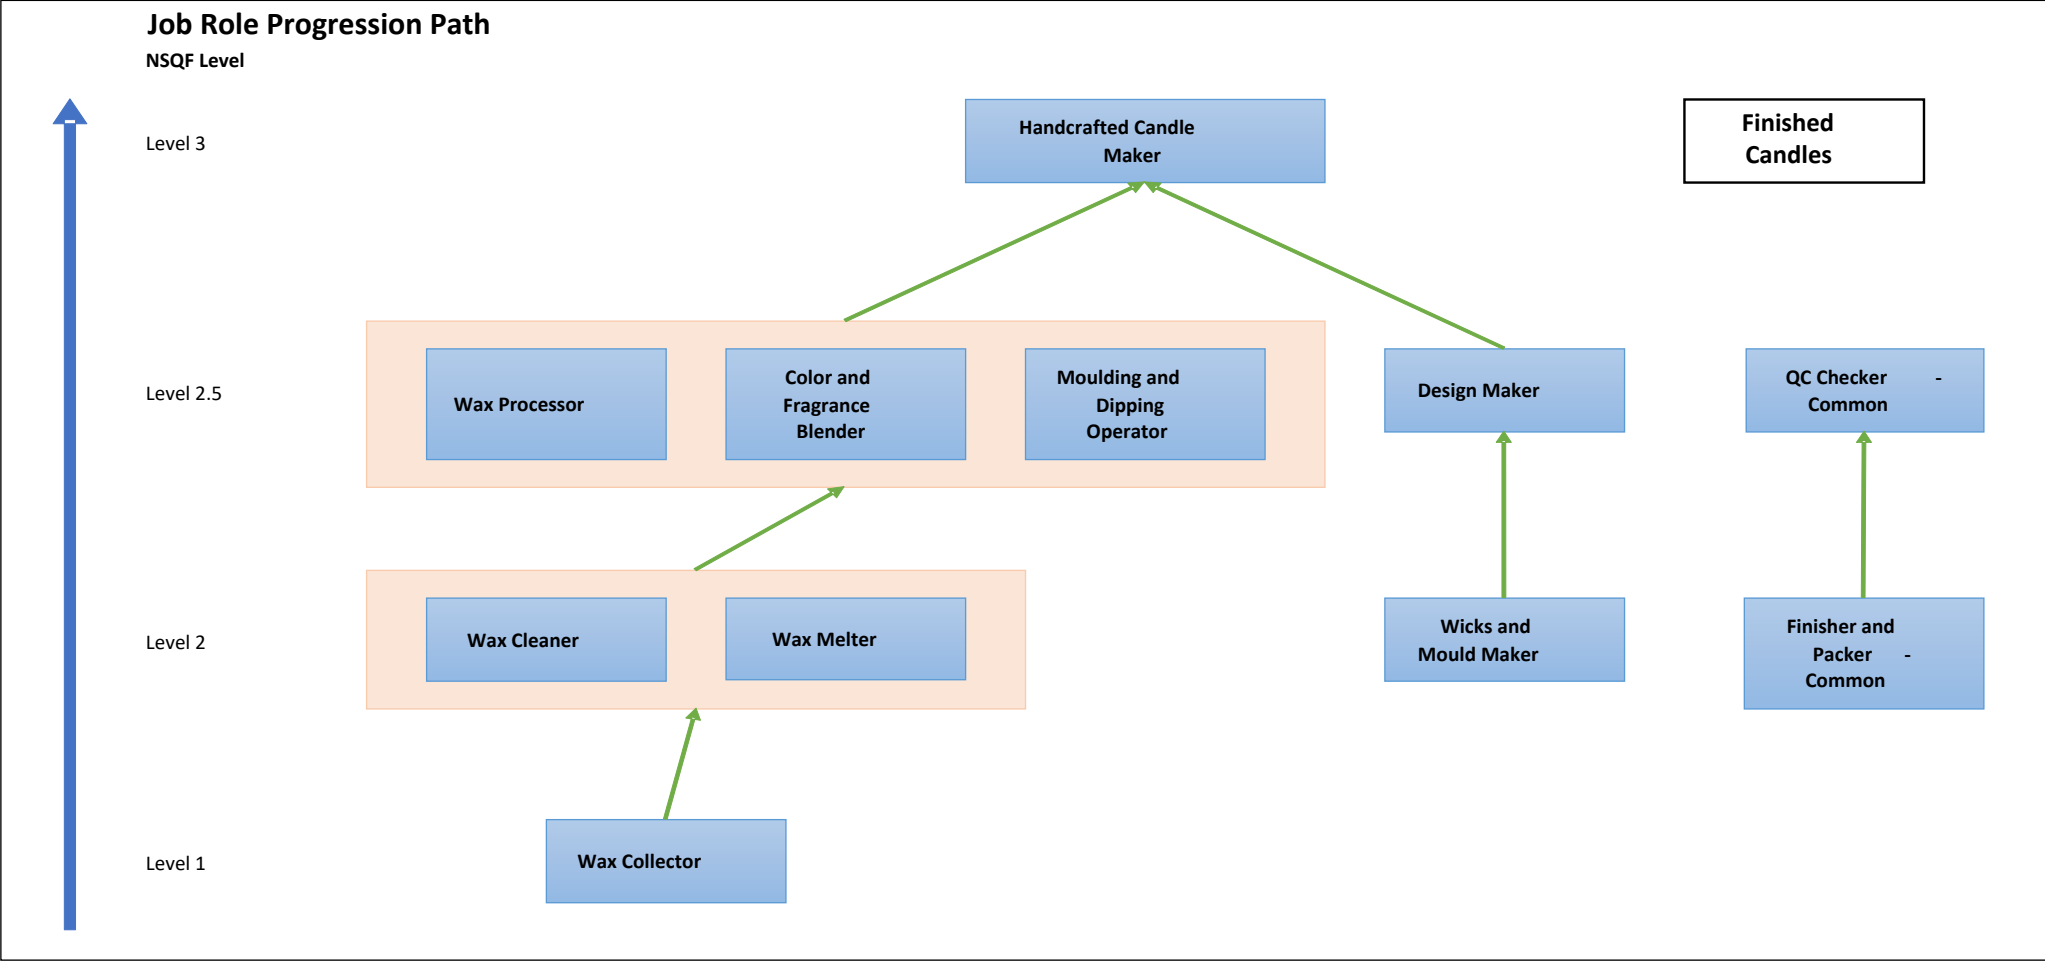 Job Role Progression Path
NSQF Level
Level 3
Handcrafted Candle
Maker
Finished
Candles
Level 2.5
Wax Processor
Color and
Fragrance
Blender
Moulding and
Dipping
Operator
Design Maker
QC Checker -
Common
Level 2
Wax Cleaner
Wax Melter
Wicks and
Mould Maker
Finisher and
Packer -
Common
Level 1
Wax Collector